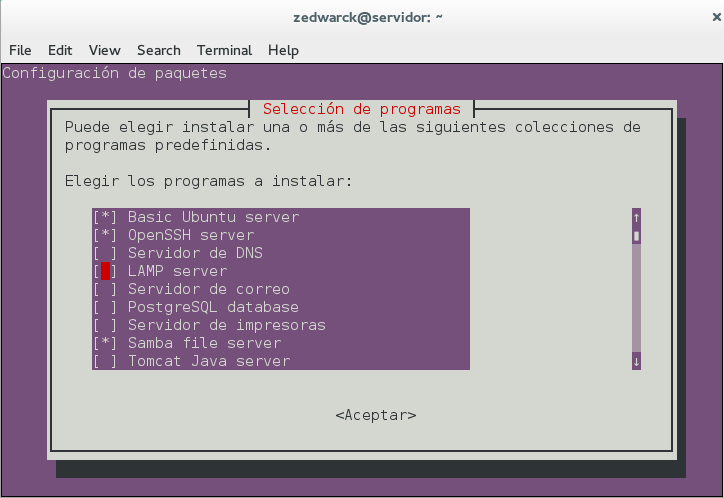 zedwarck@servidor: ~
File Edit View Search Terminal Help
Configuración de paquetes
Selección de programas
Puede elegir instalar una o más de las siguientes colecciones de
programas predefinidas.
Elegir los programas a instalar:
[*] Basic Ubuntu server
[*] OpenSSH server
[ ] Servidor de DNS
[ ] LAMP server
[ ] Servidor de correo
[ ] PostgreSQL database
[ ] Servidor de impresoras
[*] Samba file server
[ ] Tomcat Java server
<Aceptar>